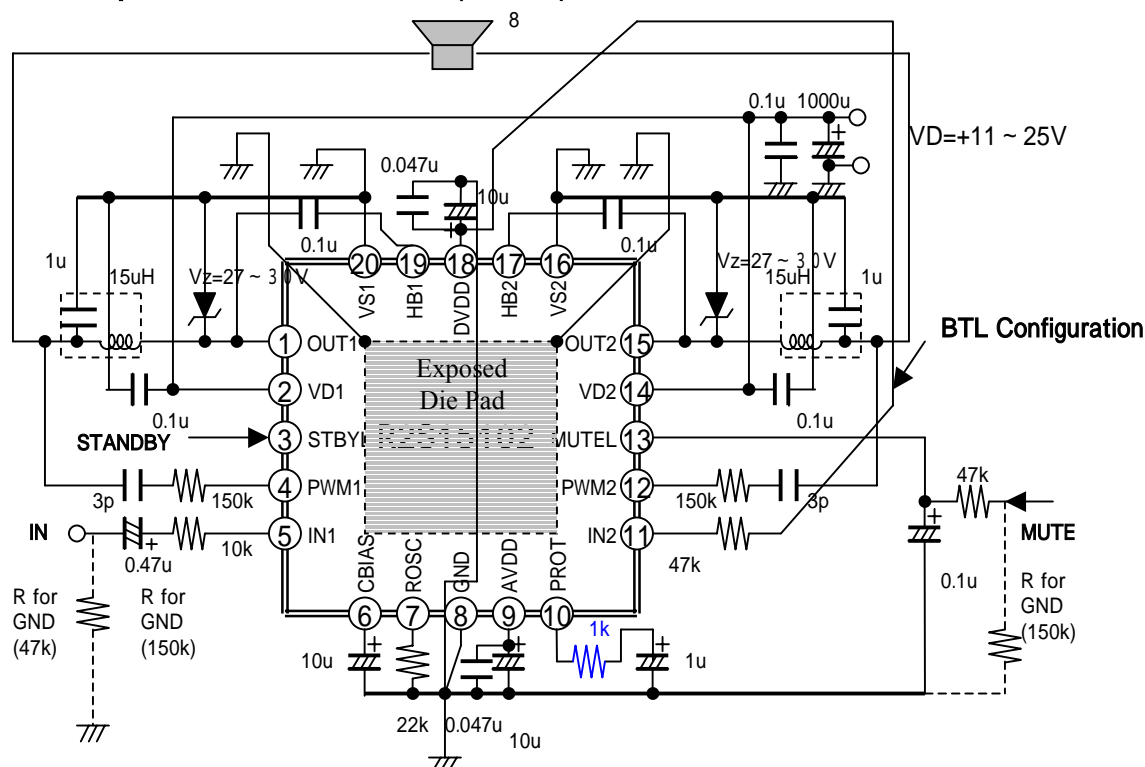 8
0.1u 1000u
VD=+11 ~ 25V
0.047u
10u
0.1u
0.1u
1u
15uH
Vz=27 ~ 30V
Vz=27 ~ 30V
15uH
1u
20 19 18 17 16
VS1 HB1 DVDD HB2 VS2
BTL Configuration
1 OUT1
OUT2 15
Exposed
Die Pad
2 VD1
VD2 14
0.1u
0.1u
STANDBY
3 STBYL
R2S15102
MUTEL 13
4 PWM1
PWM2 12
3p
150k
150k
3p
47k
IN
5 IN1
IN2 11
MUTE
0.47u
10k
47k
CBIAS ROSC GND AVDD PROT
0.1u
R for
GND
(47k)
R for
GND
(150k)
R for
GND
(150k)
6 7 8 9 10
1k
10u
1u
22k
0.047u
10u